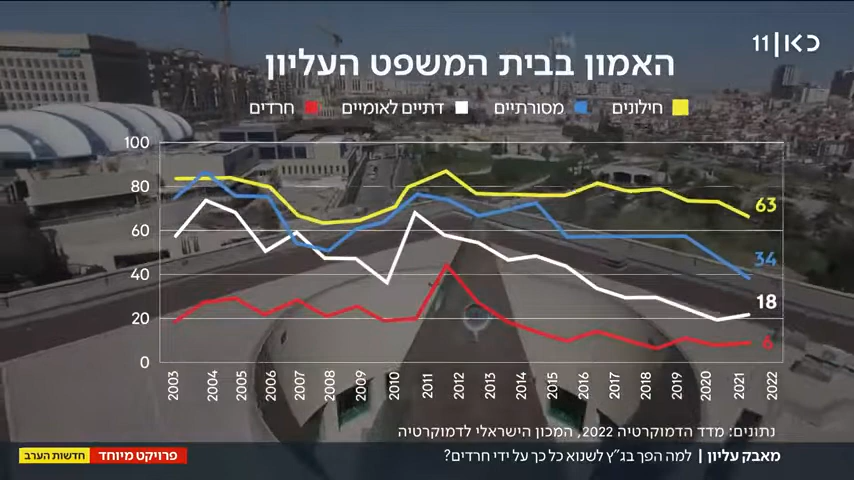 כאן | 11
האמון בבית המשפט העליון
חילונים מסורתיים דתיים לאומיים חרדים
100
80
60
40
20
0
63
34
18
6
2003 2004 2005 2006 2007 2008 2009 2010 2011 2012 2013 2014 2015 2016 2017 2018 2019 2020 2021 2022
נתונים: מדד הדמוקרטיה 2022, המכון הישראלי לדמוקרטיה
מאבק עליון | למה הפך בג"ץ לשנוא כל כך על ידי חרדים?
פרויקט מיוחד חדשות הערב